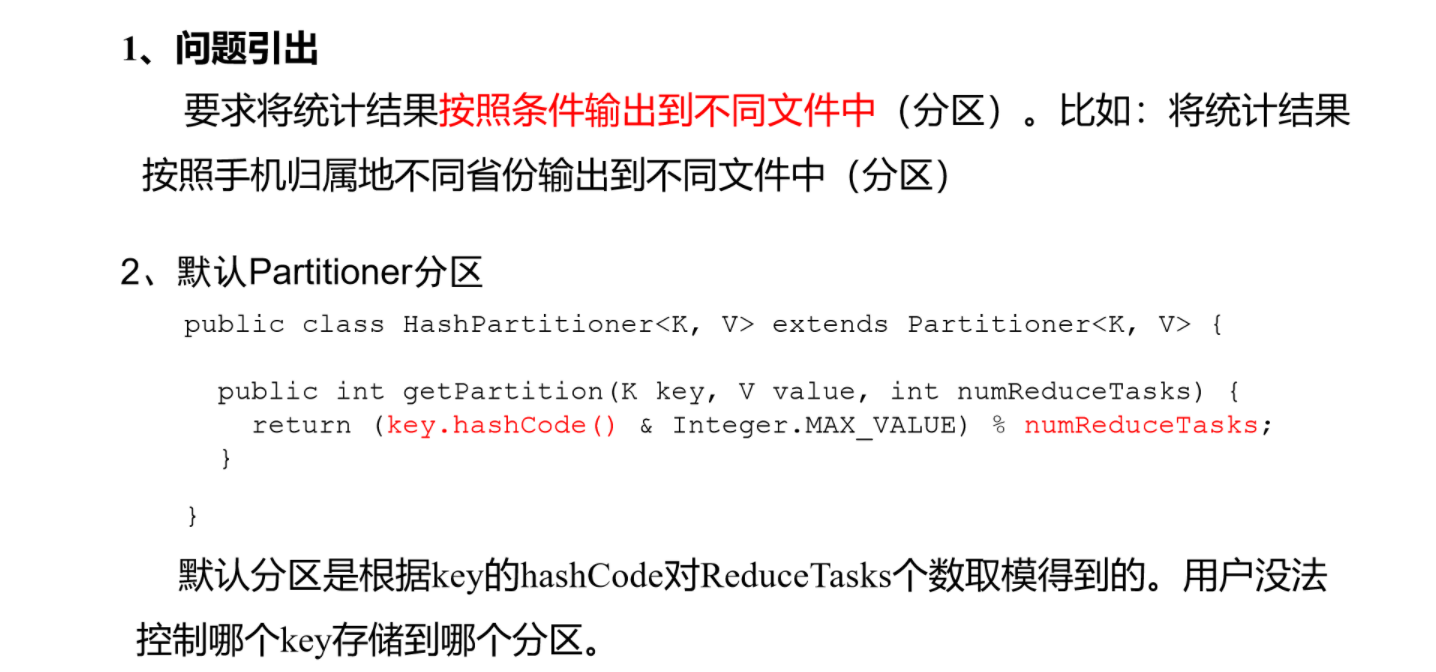 1、问题引出
要求将统计结果按照条件输出到不同文件中（分区）。比如：将统计结果
按照手机归属地不同省份输出到不同文件中（分区）
2、默认Partitioner分区
public class HashPartitioner<K, V> extends Partitioner<K, V> {
public int getPartition(K key, V value, int numReduceTasks) {
return (key.hashCode() & Integer.MAX_VALUE) % numReduceTasks;
}
}
默认分区是根据key的hashCode对ReduceTasks个数取模得到的。用户没法
控制哪个key存储到哪个分区。